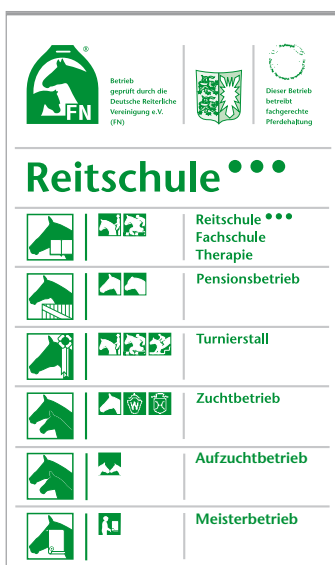 ®
FN
Betrieb
geprüft durch die
Deutsche Reiterliche
Vereinigung e.V.
(FN)
Dieser Betrieb
betreibt
fachgerechte
Pferdehaltung
Reitschule •••
Reitschule •••
Fachschule
Therapie
Pensionsbetrieb
Turnierstall
Zuchtbetrieb
Aufzuchtbetrieb
Meisterbetrieb